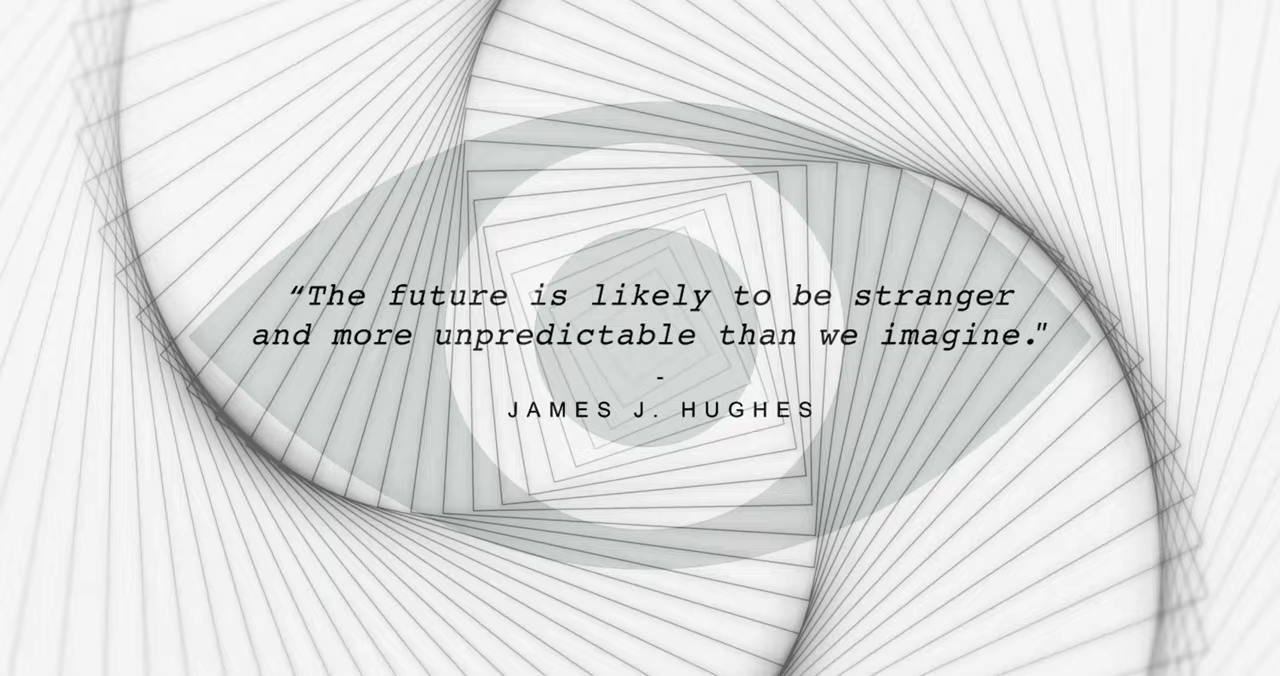 “The future is likely to be stranger
and more unpredictable than we imagine."
-
JAMES J. HUGHES